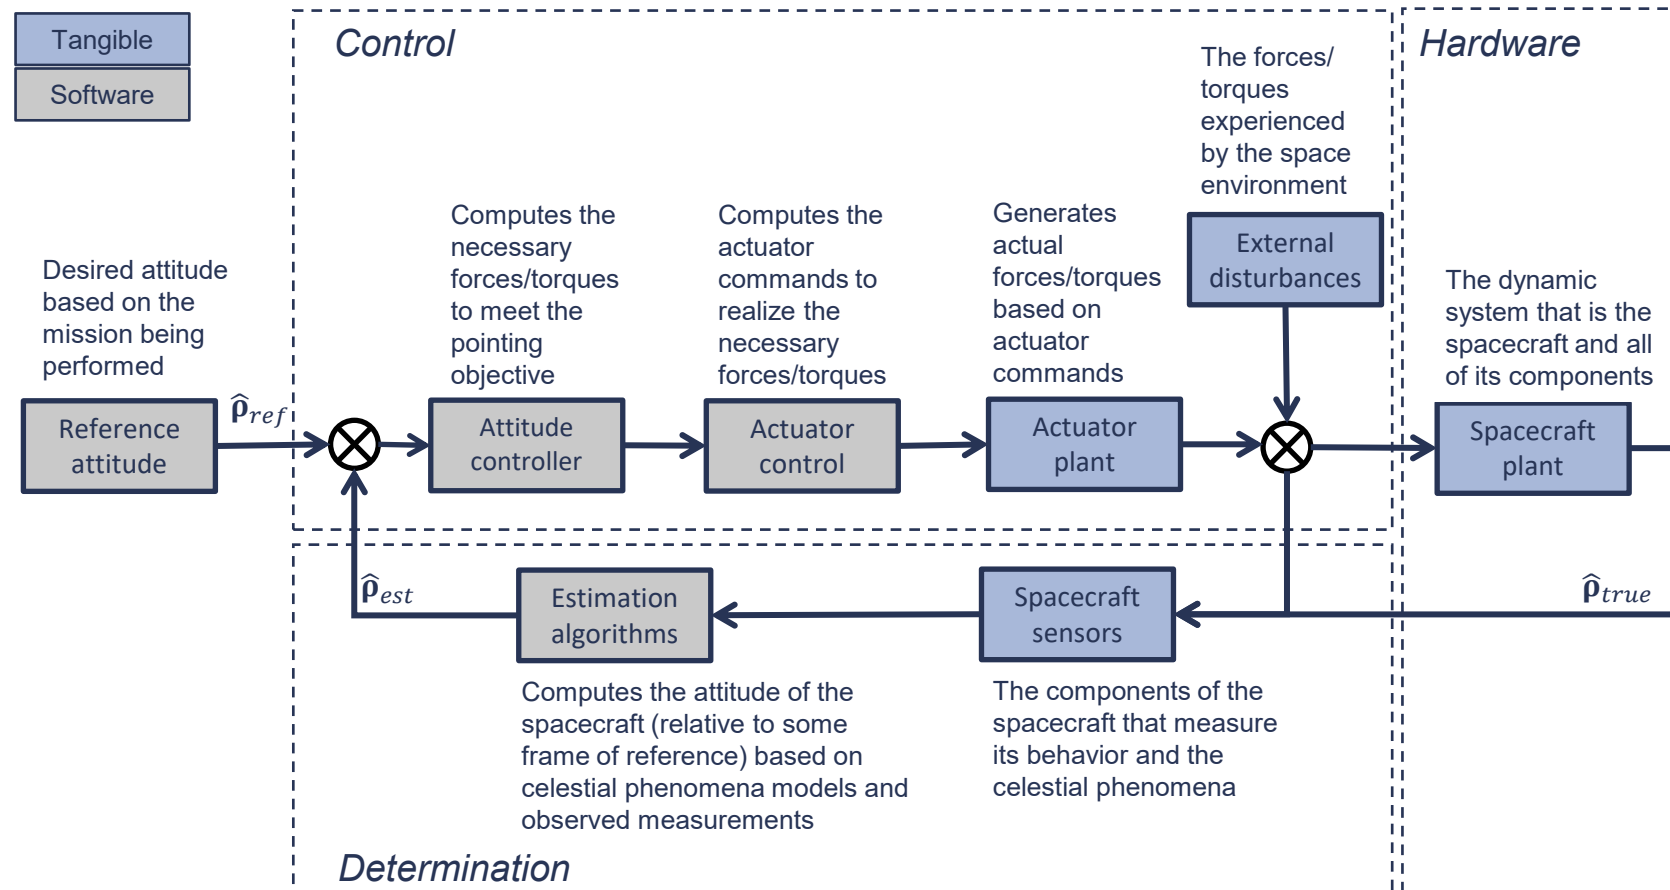 Tangible
Software
Control
Hardware
The forces/
torques
experienced
by the space
environment
Computes the
necessary
forces/torques
to meet the
pointing
objective
Computes the
actuator
commands to
realize the
necessary
forces/torques
Generates
actual
forces/torques
based on
actuator
commands
External
disturbances
Desired attitude
based on the
mission being
performed
The dynamic
system that is the
spacecraft and all
of its components
Reference
attitude
ρ̂ref
Attitude
controller
Actuator
control
Actuator
plant
Spacecraft
plant
ρ̂est
Estimation
algorithms
Spacecraft
sensors
ρ̂true
Computes the attitude of the
spacecraft (relative to some
frame of reference) based on
celestial phenomena models and
observed measurements
The components of the
spacecraft that measure
its behavior and the
celestial phenomena
Determination